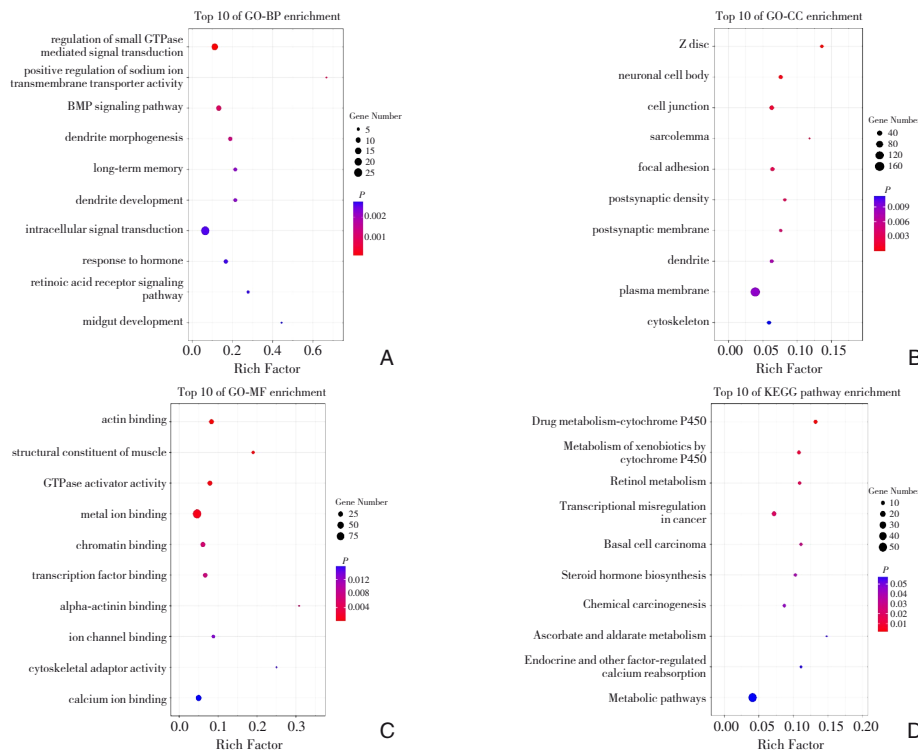 Top 10 of GO-BP enrichment
regulation of small GTPase
mediated signal transduction
positive regulation of sodium ion
transmembrane transporter activity
BMP signaling pathway
dendrite morphogenesis
long-term memory
dendrite development
intracellular signal transduction
response to hormone
retinoic acid receptor signaling
pathway
midgut development
0.0 0.2 0.4 0.6
Rich Factor
Gene Number
5
10
15
20
25
P
0.002
0.001
A
Top 10 of GO-CC enrichment
Z disc
neuronal cell body
cell junction
sarcolemma
focal adhesion
postsynaptic density
postsynaptic membrane
dendrite
plasma membrane
cytoskeleton
0.00 0.05 0.10 0.15
Rich Factor
Gene Number
40
80
120
160
P
0.009
0.006
0.003
B
Top 10 of GO-MF enrichment
actin binding
structural constituent of muscle
GTPase activator activity
metal ion binding
chromatin binding
transcription factor binding
alpha-actinin binding
ion channel binding
cytoskeletal adaptor activity
calcium ion binding
0.0 0.1 0.2 0.3
Rich Factor
Gene Number
25
50
75
P
0.012
0.008
0.004
C
Top 10 of KEGG pathway enrichment
Drug metabolism-cytochrome P450
Metabolism of xenobiotics by
cytochrome P450
Retinol metabolism
Transcriptional misregulation
in cancer
Basal cell carcinoma
Steroid hormone biosynthesis
Chemical carcinogenesis
Ascorbate and aldarate metabolism
Endocrine and other factor-regulated
calcium reabsorption
Metabolic pathways
0.00 0.05 0.10 0.15 0.20
Rich Factor
Gene Number
10
20
30
40
50
P
0.05
0.04
0.03
0.02
0.01
D